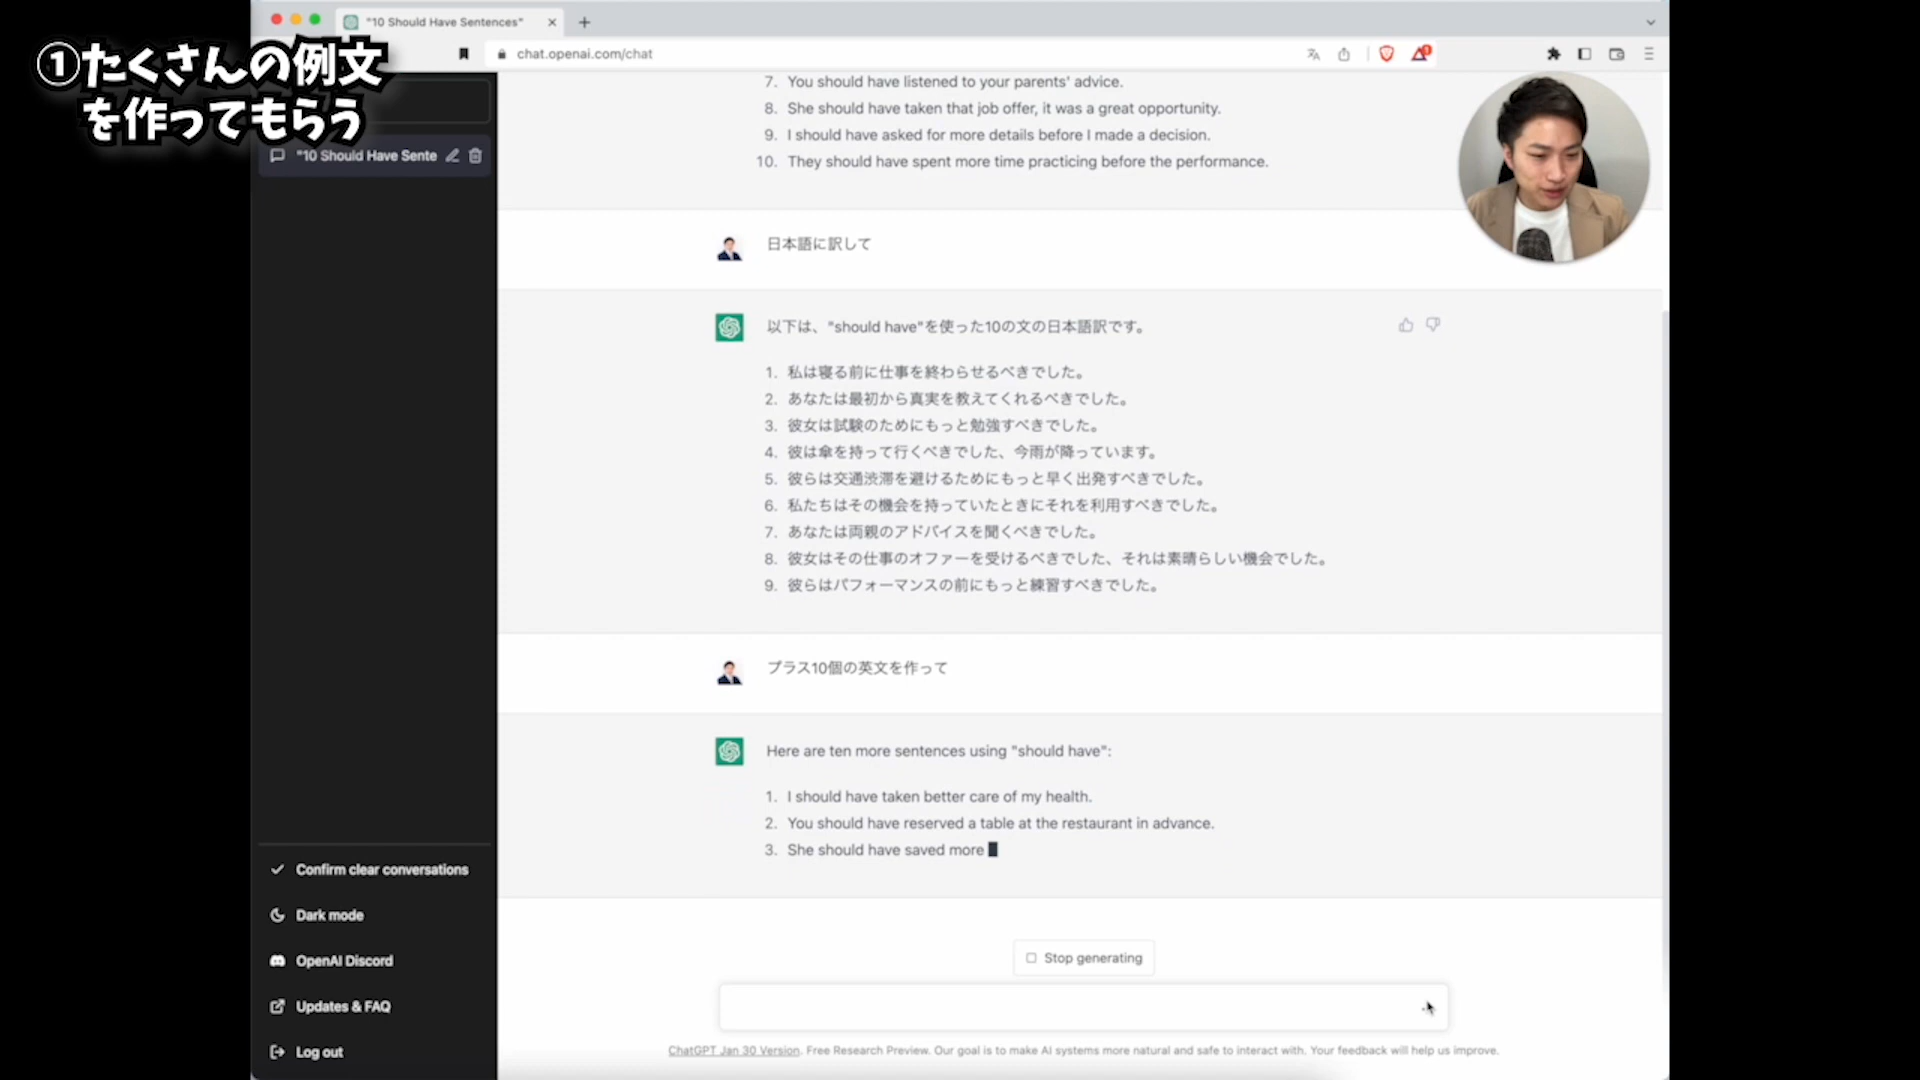 ①たくさんの例文
を作ってもらう
"10 Should Have Sentences"
chat.openai.com/chat
"10 Should Have Sente
7. You should have listened to your parents' advice.
8. She should have taken that job offer, it was a great opportunity.
9. I should have asked for more details before I made a decision.
10. They should have spent more time practicing before the performance.
日本語に訳して
以下は、"should have"を使った10の文の日本語訳です。
1. 私は寝る前に仕事を終わらせるべきでした。
2. あなたは最初から真実を教えてくれるべきでした。
3. 彼女は試験のためにもっと勉強すべきでした。
4. 彼は傘を持って行くべきでした、今雨が降っています。
5. 彼らは交通渋滞を避けるためにもっと早く出発すべきでした。
6. 私たちはその機会を持っていたときにそれを利用すべきでした。
7. あなたは両親のアドバイスを聞くべきでした。
8. 彼女はその仕事のオファーを受けるべきでした、それは素晴らしい機会でした。
9. 彼らはパフォーマンスの前にもっと練習すべきでした。
プラス10個の英文を作って
Here are ten more sentences using "should have":
1. I should have taken better care of my health.
2. You should have reserved a table at the restaurant in advance.
3. She should have saved more
Stop generating
Confirm clear conversations
Dark mode
OpenAI Discord
Updates & FAQ
Log out
ChatGPT Jan 30 Version. Free Research Preview. Our goal is to make AI systems more natural and safe to interact with. Your feedback will help us improve.